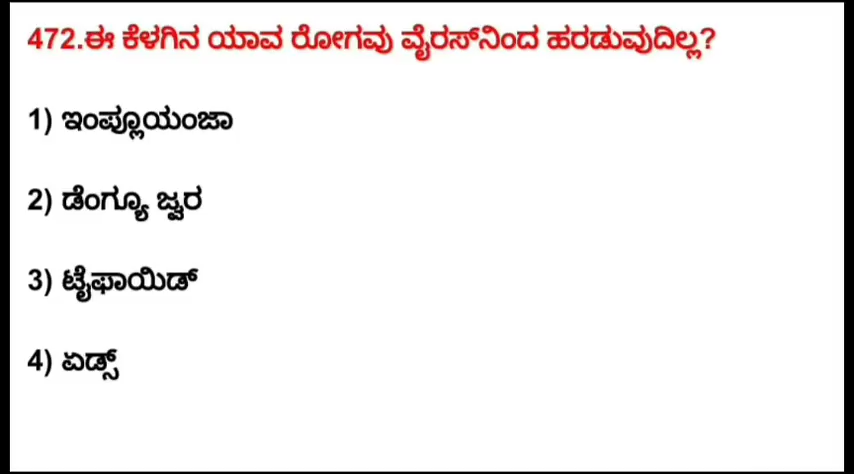 472.ಈ ಕೆಳಗಿನ ಯಾವ ರೋಗವು ವೈರಸ್‌ನಿಂದ ಹರಡುವುದಿಲ್ಲ?
1) ಇಂಪ್ಲೂಯಂಜಾ
2) ಡೆಂಗ್ಯೂ ಜ್ವರ
3) ಟೈಫಾಯಿಡ್
4) ಏಡ್ಸ್